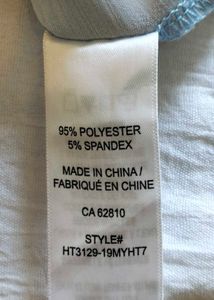 95% POLYESTER
5% SPANDEX
MADE IN CHINA /
FABRIQUÉ EN CHINE
CA 62810
STYLE#
HT3129-19MYHT7